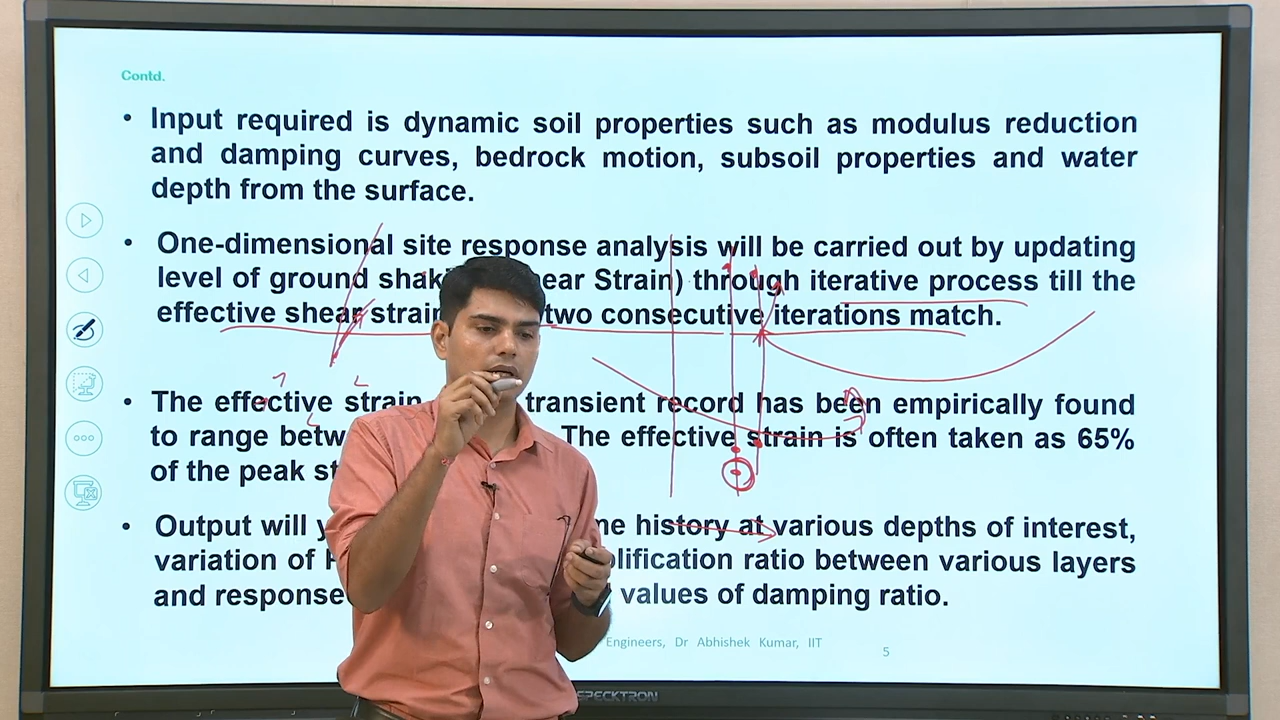 Contd.
• Input required is dynamic soil properties such as modulus reduction
and damping curves, bedrock motion, subsoil properties and water
depth from the surface.
• One-dimensional site response analysis will be carried out by updating
level of ground ear Strain) through iterative process till the
effective shear strain two consecutive iterations match.
• The effective strain transient record has been empirically found
to range The effective strain is often taken as 65%
of the peak
• Output will history at various depths of interest,
variation of ratio between various layers
and response values of damping ratio.
Engineers, Dr Abhishek Kumar, IIT
5
SPECKTRON